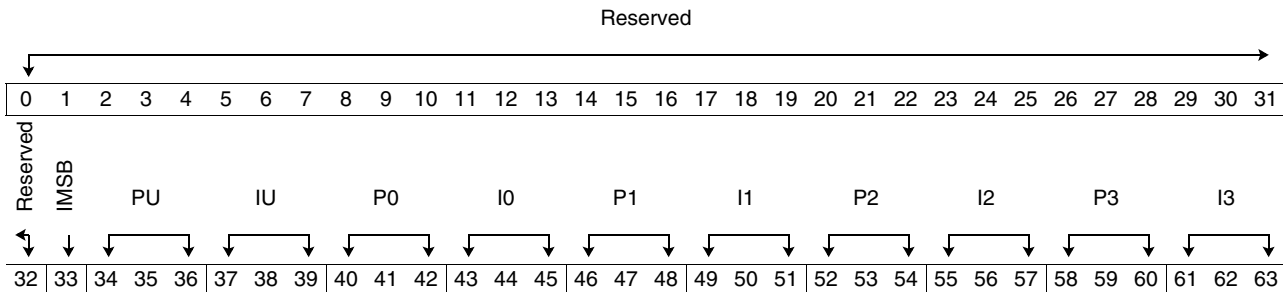 Reserved
0 1 2 3 4 5 6 7 8 9 10 11 12 13 14 15 16 17 18 19 20 21 22 23 24 25 26 27 28 29 30 31
Reserved IMSB PU IU P0 I0 P1 I1 P2 I2 P3 I3
32 33 34 35 36 37 38 39 40 41 42 43 44 45 46 47 48 49 50 51 52 53 54 55 56 57 58 59 60 61 62 63